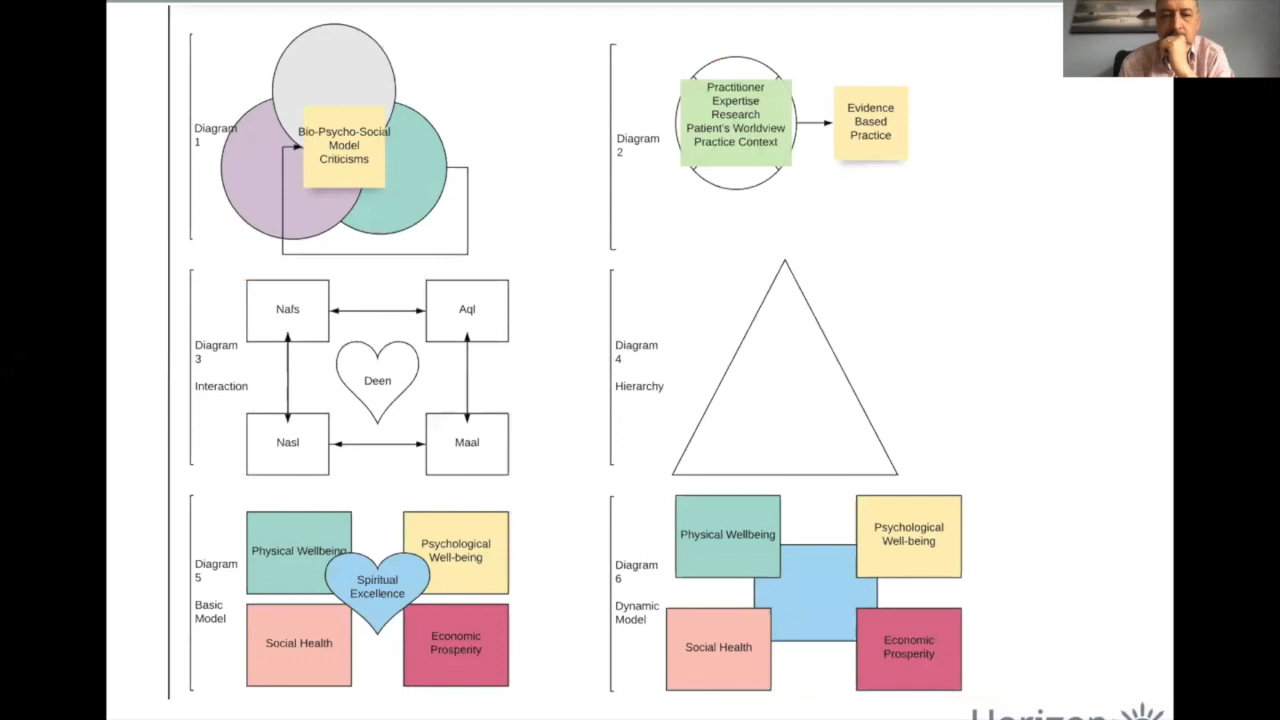 Diagram
1
Bio-Psycho-Social
Model
Criticisms
Diagram
2
Practitioner
Expertise
Research
Patient's Worldview
Practice Context
Evidence
Based
Practice
Diagram
3
Interaction
Nafs
Aql
Deen
Nasl
Maal
Diagram
4
Hierarchy
Diagram
5
Basic
Model
Physical Wellbeing
Psychological
Well-being
Spiritual
Excellence
Social Health
Economic
Prosperity
Diagram
6
Dynamic
Model
Physical Wellbeing
Psychological
Well-being
Social Health
Economic
Prosperity